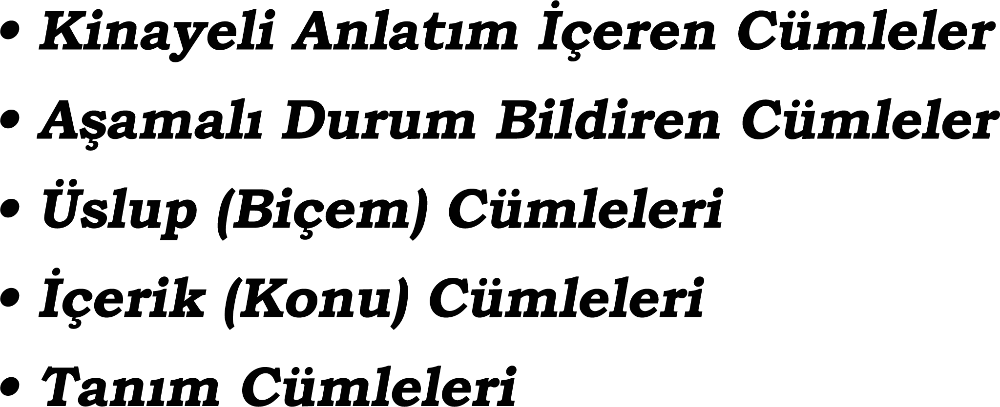 • Kinayeli Anlatım İçeren Cümleler
• Aşamalı Durum Bildiren Cümleler
• Üslup (Biçem) Cümleleri
• İçerik (Konu) Cümleleri
• Tanım Cümleleri